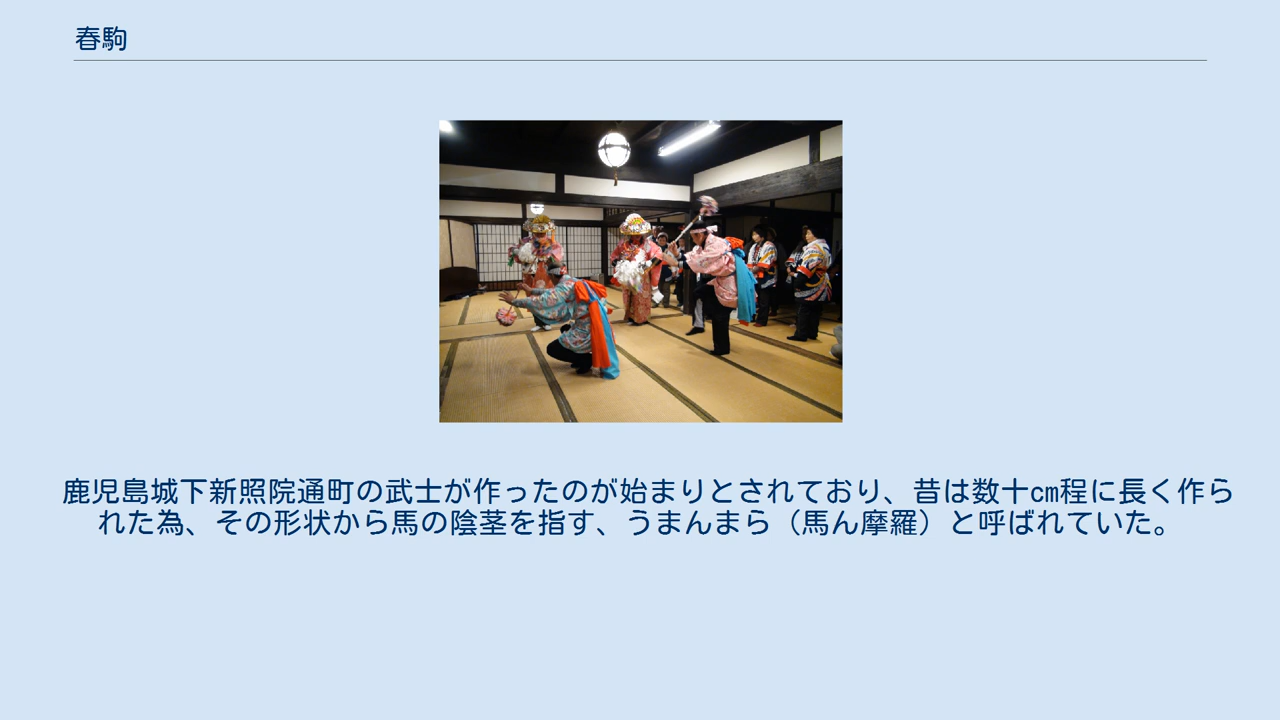 春駒
鹿児島城下新照院通町の武士が作ったのが始まりとされており、昔は数十㎝程に長く作ら
れた為、その形状から馬の陰茎を指す、うまんまら（馬ん摩羅）と呼ばれていた。